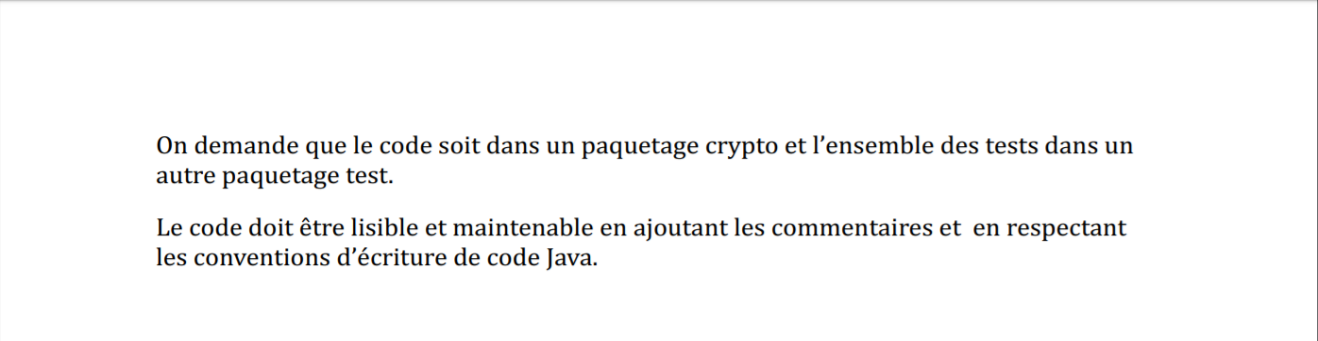 On demande que le code soit dans un paquetage crypto et l’ensemble des tests dans un
autre paquetage test.
Le code doit être lisible et maintenable en ajoutant les commentaires et  en respectant
les conventions d’écriture de code Java.